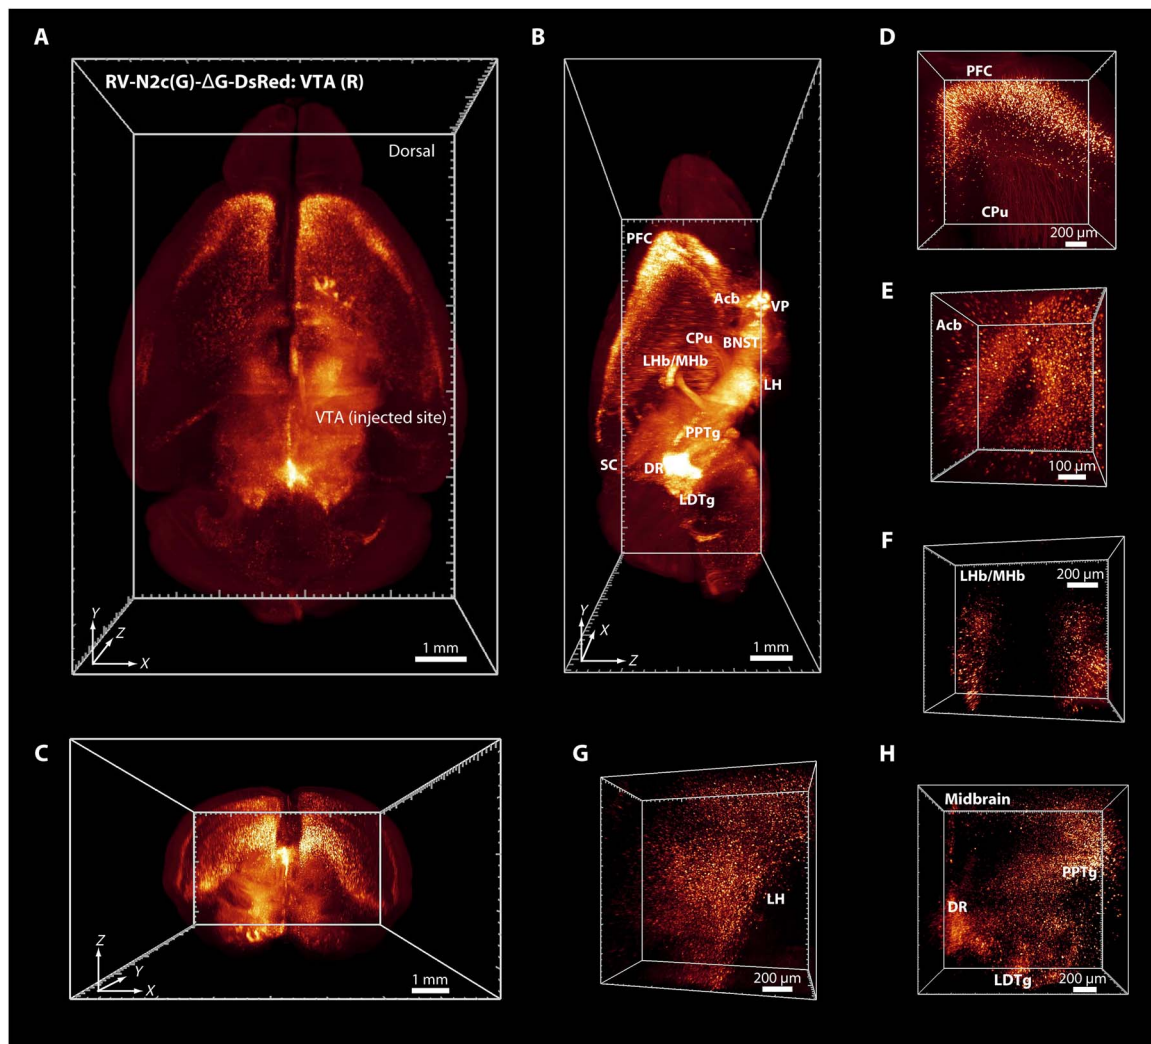 A
RV-N2c(G)-ΔG-DsRed: VTA (R)
Dorsal
VTA (injected site)
Y
Z
X
1 mm
B
PFC
Acb
VP
CPu
BNST
LHb/MHb
LH
PPTg
SC
DR
LDTg
Y
X
Z
1 mm
C
Z
Y
X
1 mm
D
PFC
CPu
200 µm
E
Acb
100 µm
F
LHb/MHb
200 µm
G
LH
200 µm
H
Midbrain
PPTg
DR
LDTg
200 µm